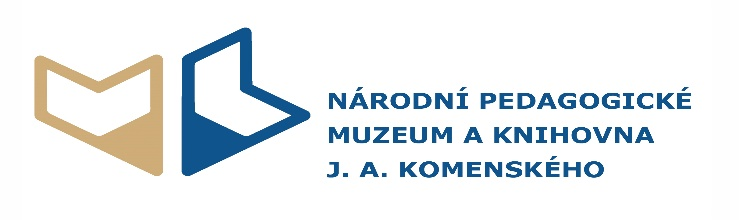 NÁRODNÍ PEDAGOGICKÉ
MUZEUM A KNIHOVNA
J. A. KOMENSKÉHO